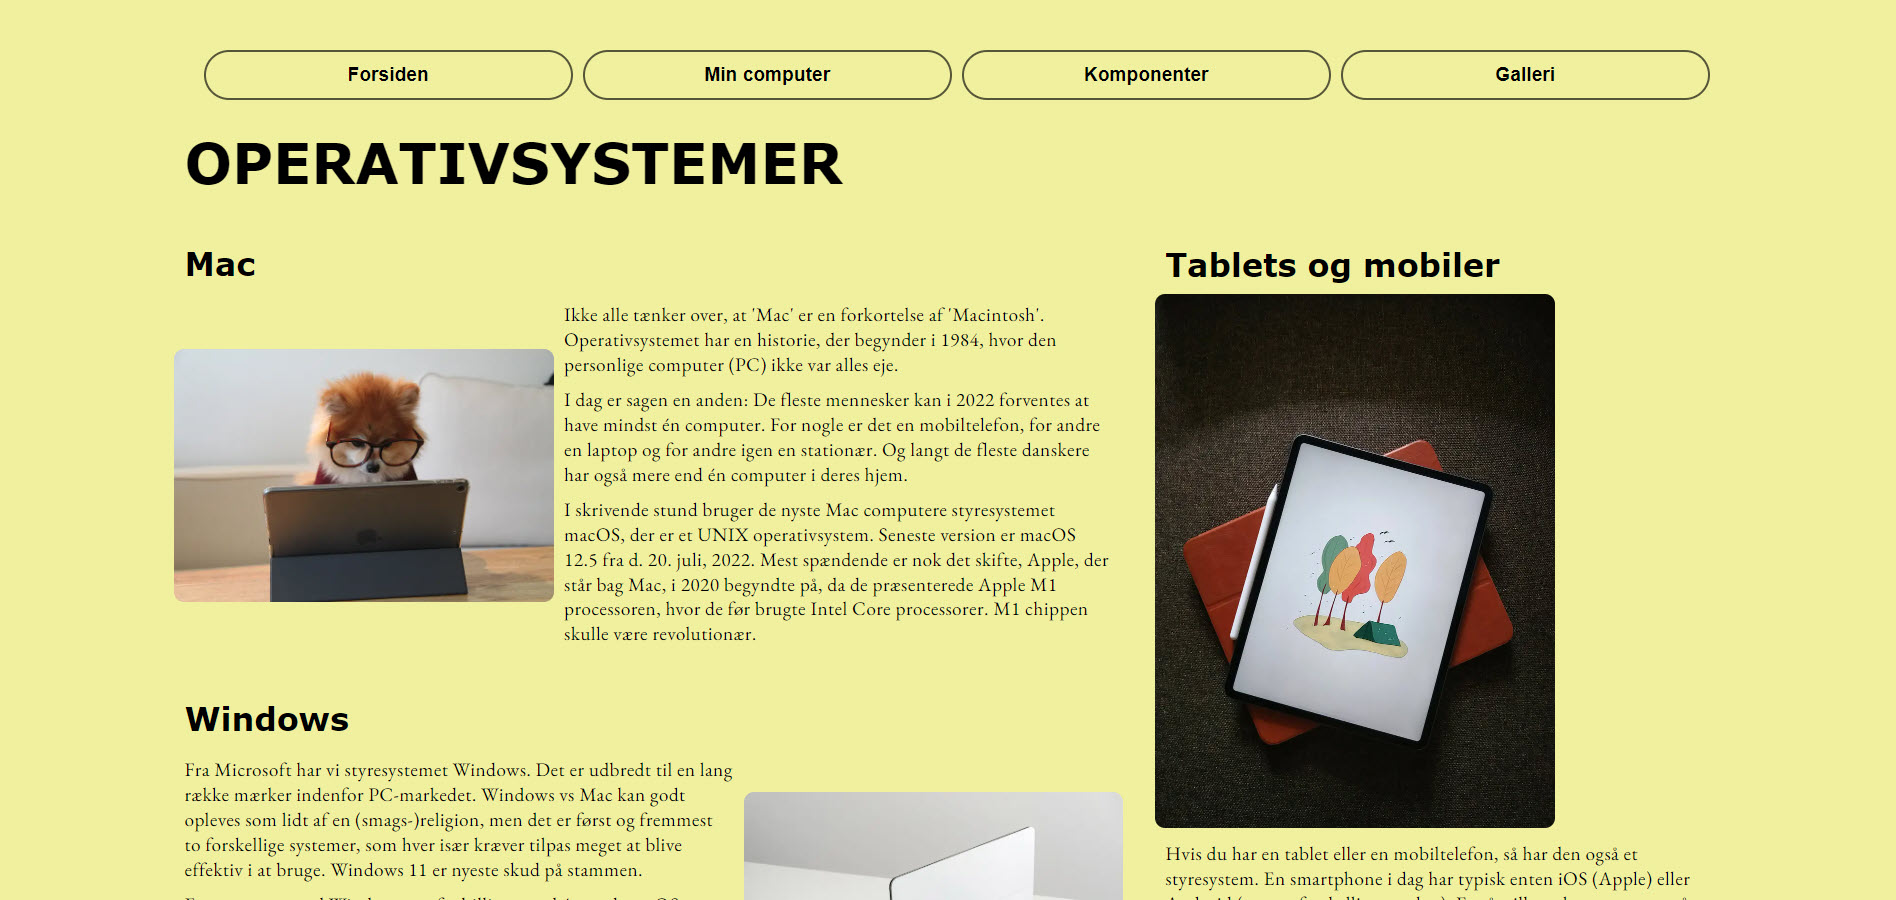 Forsiden
Min computer
Komponenter
Galleri
OPERATIVSYSTEMER
Mac
Ikke alle tænker over, at 'Mac' er en forkortelse af 'Macintosh'.
Operativsystemet har en historie, der begynder i 1984, hvor den
personlige computer (PC) ikke var alles eje.
I dag er sagen en anden: De fleste mennesker kan i 2022 forventes at
have mindst én computer. For nogle er det en mobiltelefon, for andre
en laptop og for andre igen en stationær. Og langt de fleste danskere
har også mere end én computer i deres hjem.
I skrivende stund bruger de nyste Mac computere styresystemet
macOS, der er et UNIX operativsystem. Seneste version er macOS
12.5 fra d. 20. juli, 2022. Mest spændende er nok det skifte, Apple, der
står bag Mac, i 2020 begyndte på, da de præsenterede Apple M1
processoren, hvor de før brugte Intel Core processorer. M1 chippen
skulle være revolutionær.
Windows
Fra Microsoft har vi styresystemet Windows. Det er udbredt til en lang
række mærker indenfor PC-markedet. Windows vs Mac kan godt
opleves som lidt af en (smags-)religion, men det er først og fremmest
to forskellige systemer, som hver især kræver tilpas meget at blive
effektiv i at bruge. Windows 11 er nyeste skud på stammen.
Tablets og mobiler
Hvis du har en tablet eller en mobiltelefon, så har den også et
styresystem. En smartphone i dag har typisk enten iOS (Apple) eller